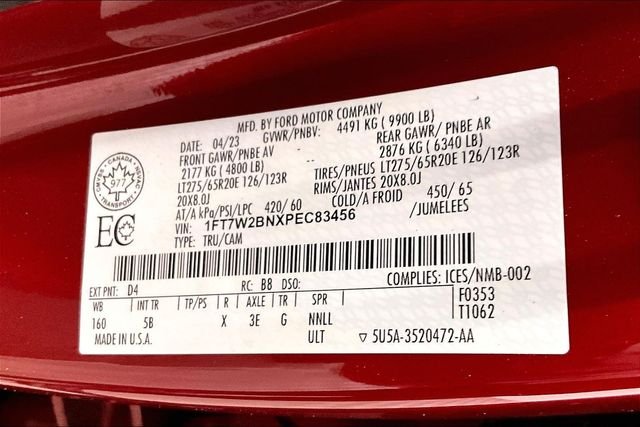 MFD. BY FORD MOTOR COMPANY
DATE: 04/23 GVWR/PNBV: 4491 KG (9900 LB)
FRONT GAWR/PNBE AV REAR GAWR/ PNBE AR
2177 KG (4800 LB) 2876 KG (6340 LB)
LT275/65R20E 126/123R TIRES/PNEUS LT275/65R20E 126/123R
20X8.0J RIMS/JANTES 20X8.0J
AT/A kPa/PSI/LPC 420/ 60 COLD/A FROID 450/ 65
VIN: 1FT7W2BNXPEC83456 /JUMELEES
TYPE: TRU/CAM
CANADA
977
EC
EXT PNT: D4 RC: B8 DSO: COMPLIES: ICES/NMB-002
WB INT TR TP/PS R AXLE TR SPR F0353
160 5B X 3E G NNLL T1062
MADE IN U.S.A. ULT ▽ 5U5A-3520472-AA